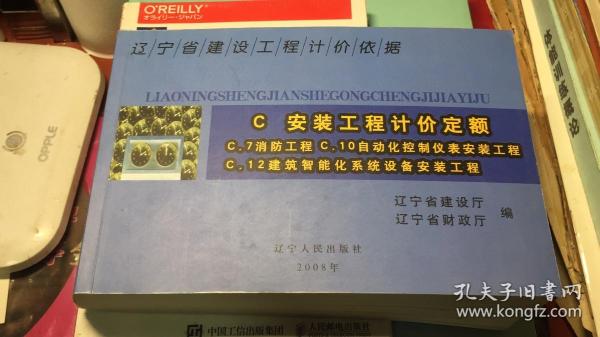 O'REILLY
オライリー・ジャパン
辽宁省建设工程计价依据
LIAONINGSHENGJIANSHEGONGCHENGJIJIAYIJU
C 安装工程计价定额
C.7消防工程 C.10自动化控制仪表安装工程
C.12建筑智能化系统设备安装工程
辽宁省建设厅
辽宁省财政厅
编
辽宁人民出版社
2008年
OPPLE
中国工信出版集团
人民邮电出版社
孔夫子旧书网
www.kongfz.com